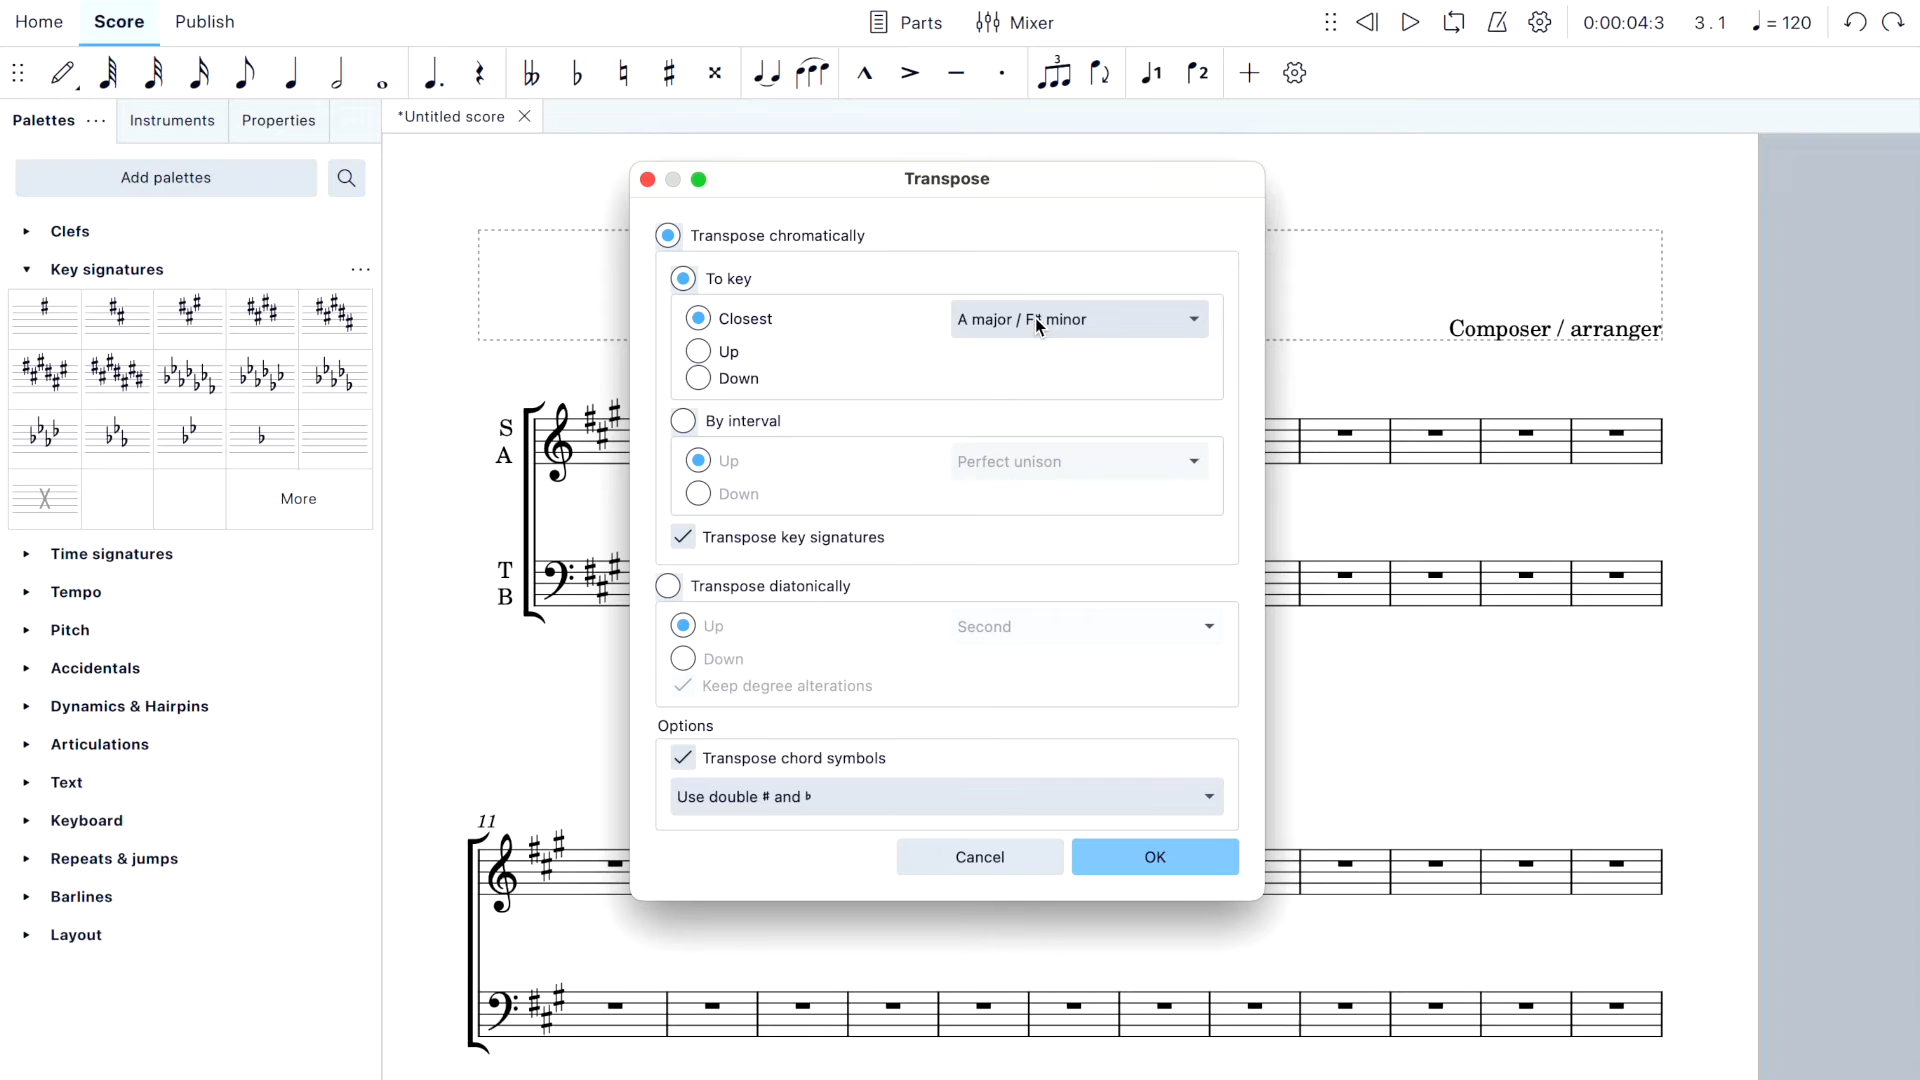 Home Score Publish
Parts Mixer
0:00:04:3 3.1 ♩ = 120
3
1 2
Palettes Instruments Properties
*Untitled score
Add palettes
Clefs
Key signatures
More
Time signatures
Tempo
Pitch
Accidentals
Dynamics & Hairpins
Articulations
Text
Keyboard
Repeats & jumps
Barlines
Layout
Composer / arranger
S
A
T
B
11
Transpose
Transpose chromatically
To key
Closest A major / F♯ minor
Up
Down
By interval
Up Perfect unison
Down
Transpose key signatures
Transpose diatonically
Up Second
Down
Keep degree alterations
Options
Transpose chord symbols
Use double ♯ and ♭
Cancel OK